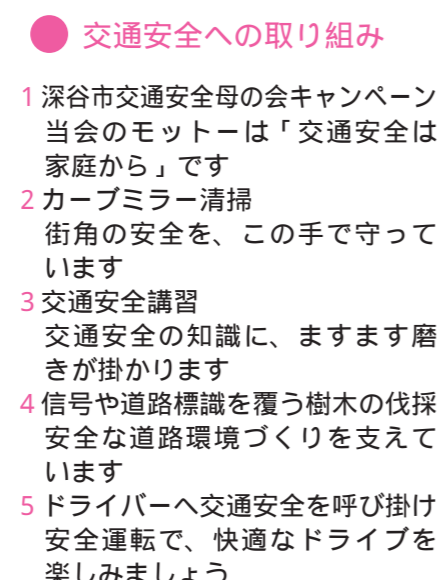 交通安全への取り組み
1 深谷市交通安全母の会キャンペーン
当会のモットーは「交通安全は
家庭から」です
2 カーブミラー清掃
街角の安全を、この手で守って
います
3 交通安全講習
交通安全の知識に、ますます磨
きが掛かります
4 信号や道路標識を覆う樹木の伐採
安全な道路環境づくりを支えて
います
5 ドライバーへ交通安全を呼び掛け
安全運転で、快適なドライブを
楽しみましょう